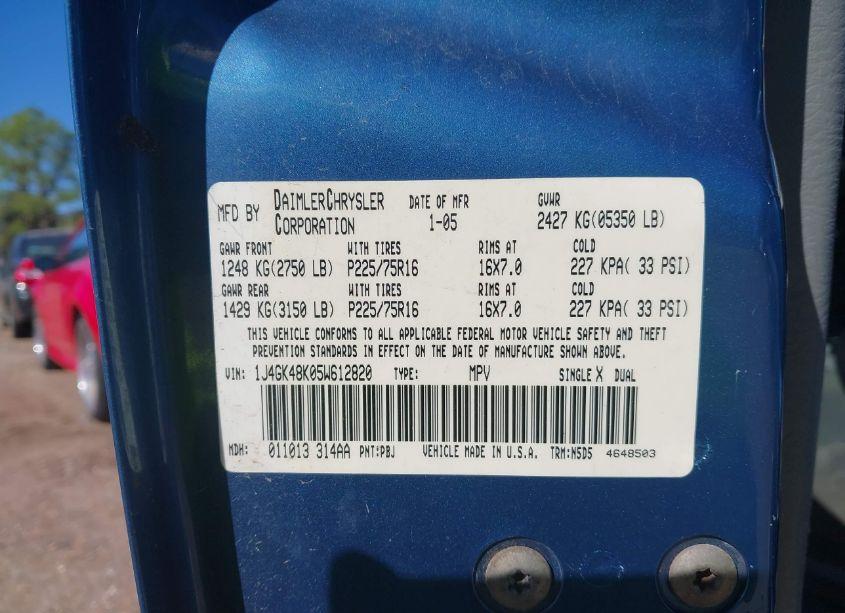 MFD BY DAIMLERCHRYSLER CORPORATION DATE OF MFR 1-05 GVWR 2427 KG(05350 LB)
GAWR FRONT WITH TIRES RIMS AT COLD
1248 KG(2750 LB) P225/75R16 16X7.0 227 KPA( 33 PSI)
GAWR REAR WITH TIRES RIMS AT COLD
1429 KG(3150 LB) P225/75R16 16X7.0 227 KPA( 33 PSI)
THIS VEHICLE CONFORMS TO ALL APPLICABLE FEDERAL MOTOR VEHICLE SAFETY AND THEFT
PREVENTION STANDARDS IN EFFECT ON THE DATE OF MANUFACTURE SHOWN ABOVE.
VIN: 1J4GK48K05W612820 TYPE: MPV SINGLE X DUAL
MDH: 011013 314AA PNT:PBJ VEHICLE MADE IN U.S.A. TRM:N5D5 4648503